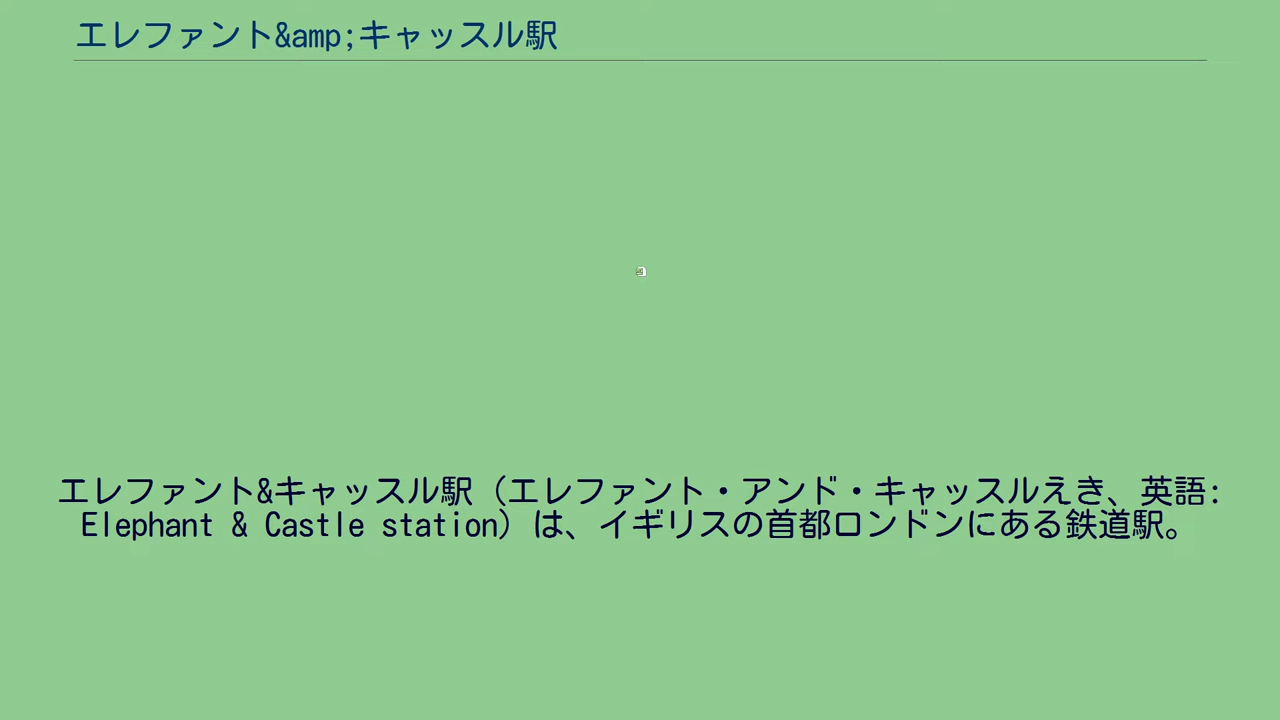 エレファント&amp;キャッスル駅
エレファント&キャッスル駅（エレファント・アンド・キャッスルえき、英語:
Elephant & Castle station）は、イギリスの首都ロンドンにある鉄道駅。